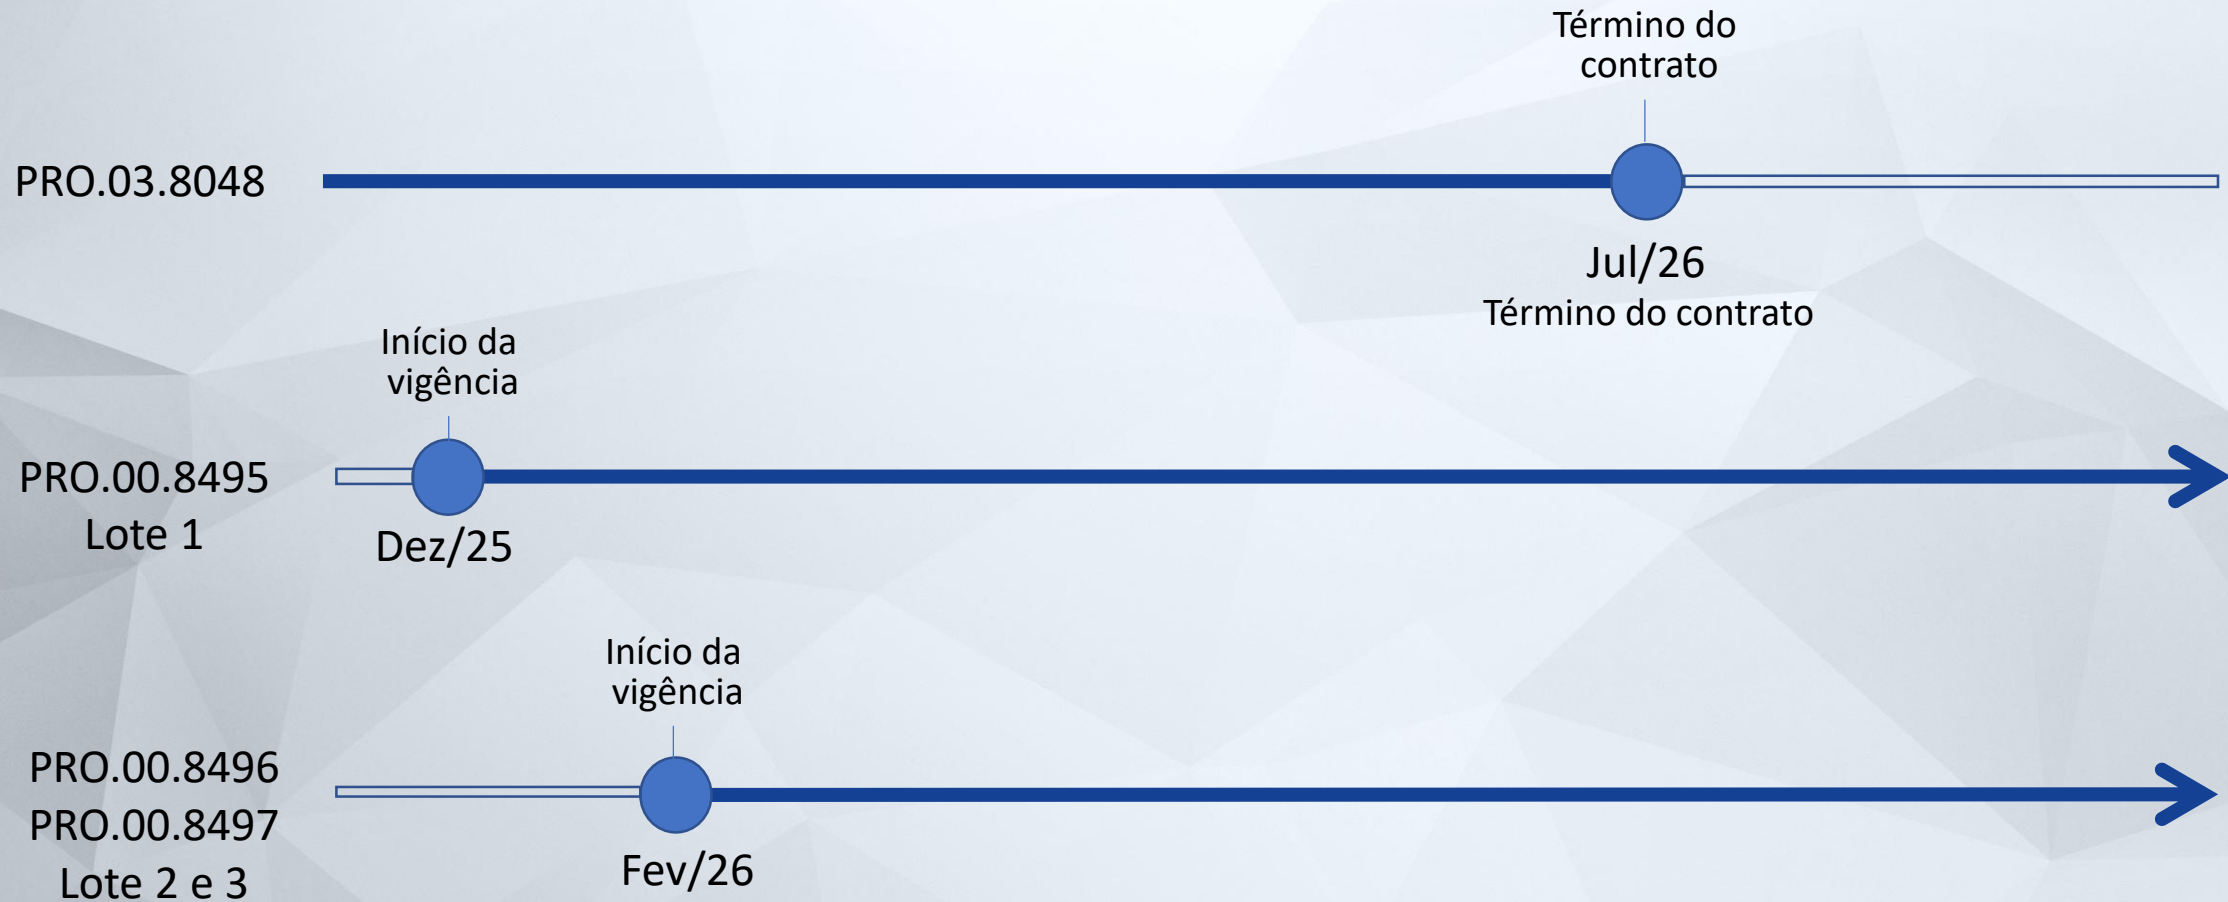 Término do
contrato
PRO.03.8048
Jul/26
Término do contrato
Início da
vigência
PRO.00.8495
Lote 1
Dez/25
Início da
vigência
PRO.00.8496
PRO.00.8497
Lote 2 e 3
Fev/26